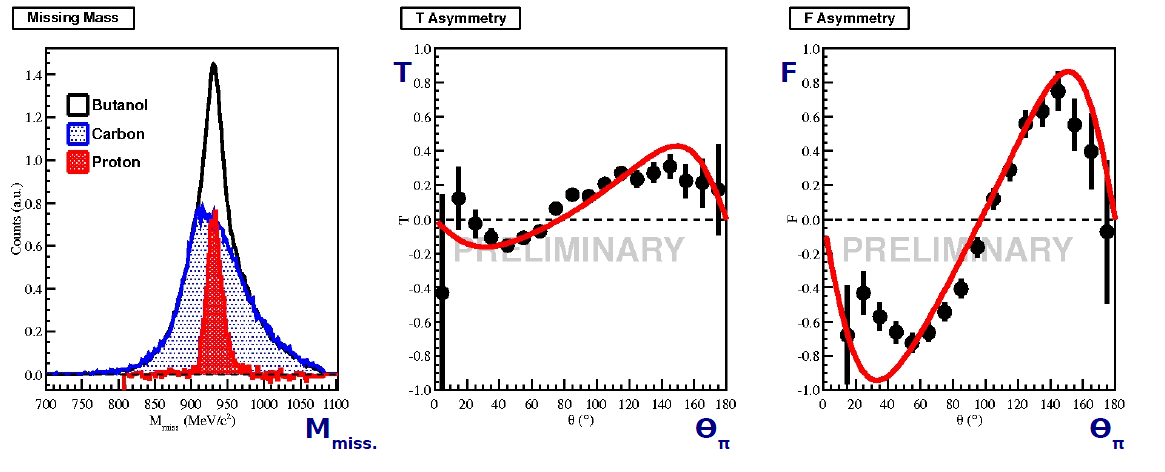 Missing Mass
T Asymmetry
F Asymmetry
Counts (a.u.)
1.4
1.2
1.0
0.8
0.6
0.4
0.2
0.0
Butanol
Carbon
Proton
700 750 800 850 900 950 1000 1050 1100
M miss. (MeV/c²)
M miss.
T
T
1.0
0.8
0.6
0.4
0.2
0.0
-0.2
-0.4
-0.6
-0.8
-1.0
PRELIMINARY
0 20 40 60 80 100 120 140 160 180
θ (°)
Θπ
F
F
1.0
0.8
0.6
0.4
0.2
0.0
-0.2
-0.4
-0.6
-0.8
-1.0
PRELIMINARY
0 20 40 60 80 100 120 140 160 180
θ (°)
Θπ